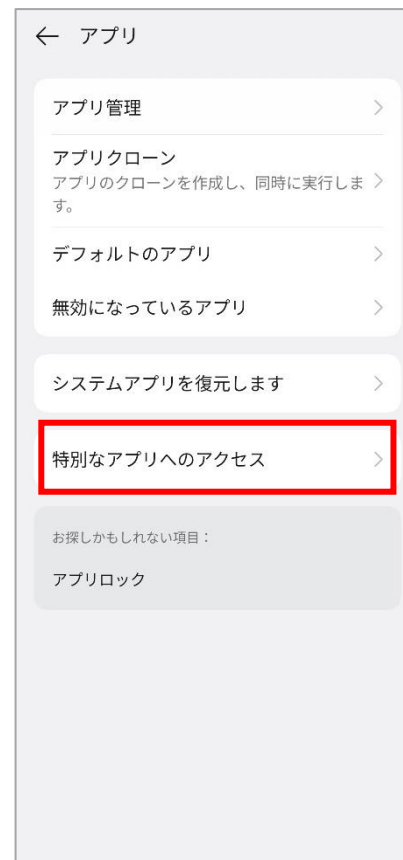 アプリ
アプリ管理
アプリクローン
アプリのクローンを作成し、同時に実行しま
す。
デフォルトのアプリ
無効になっているアプリ
システムアプリを復元します
特別なアプリへのアクセス
お探しかもしれない項目：
アプリロック